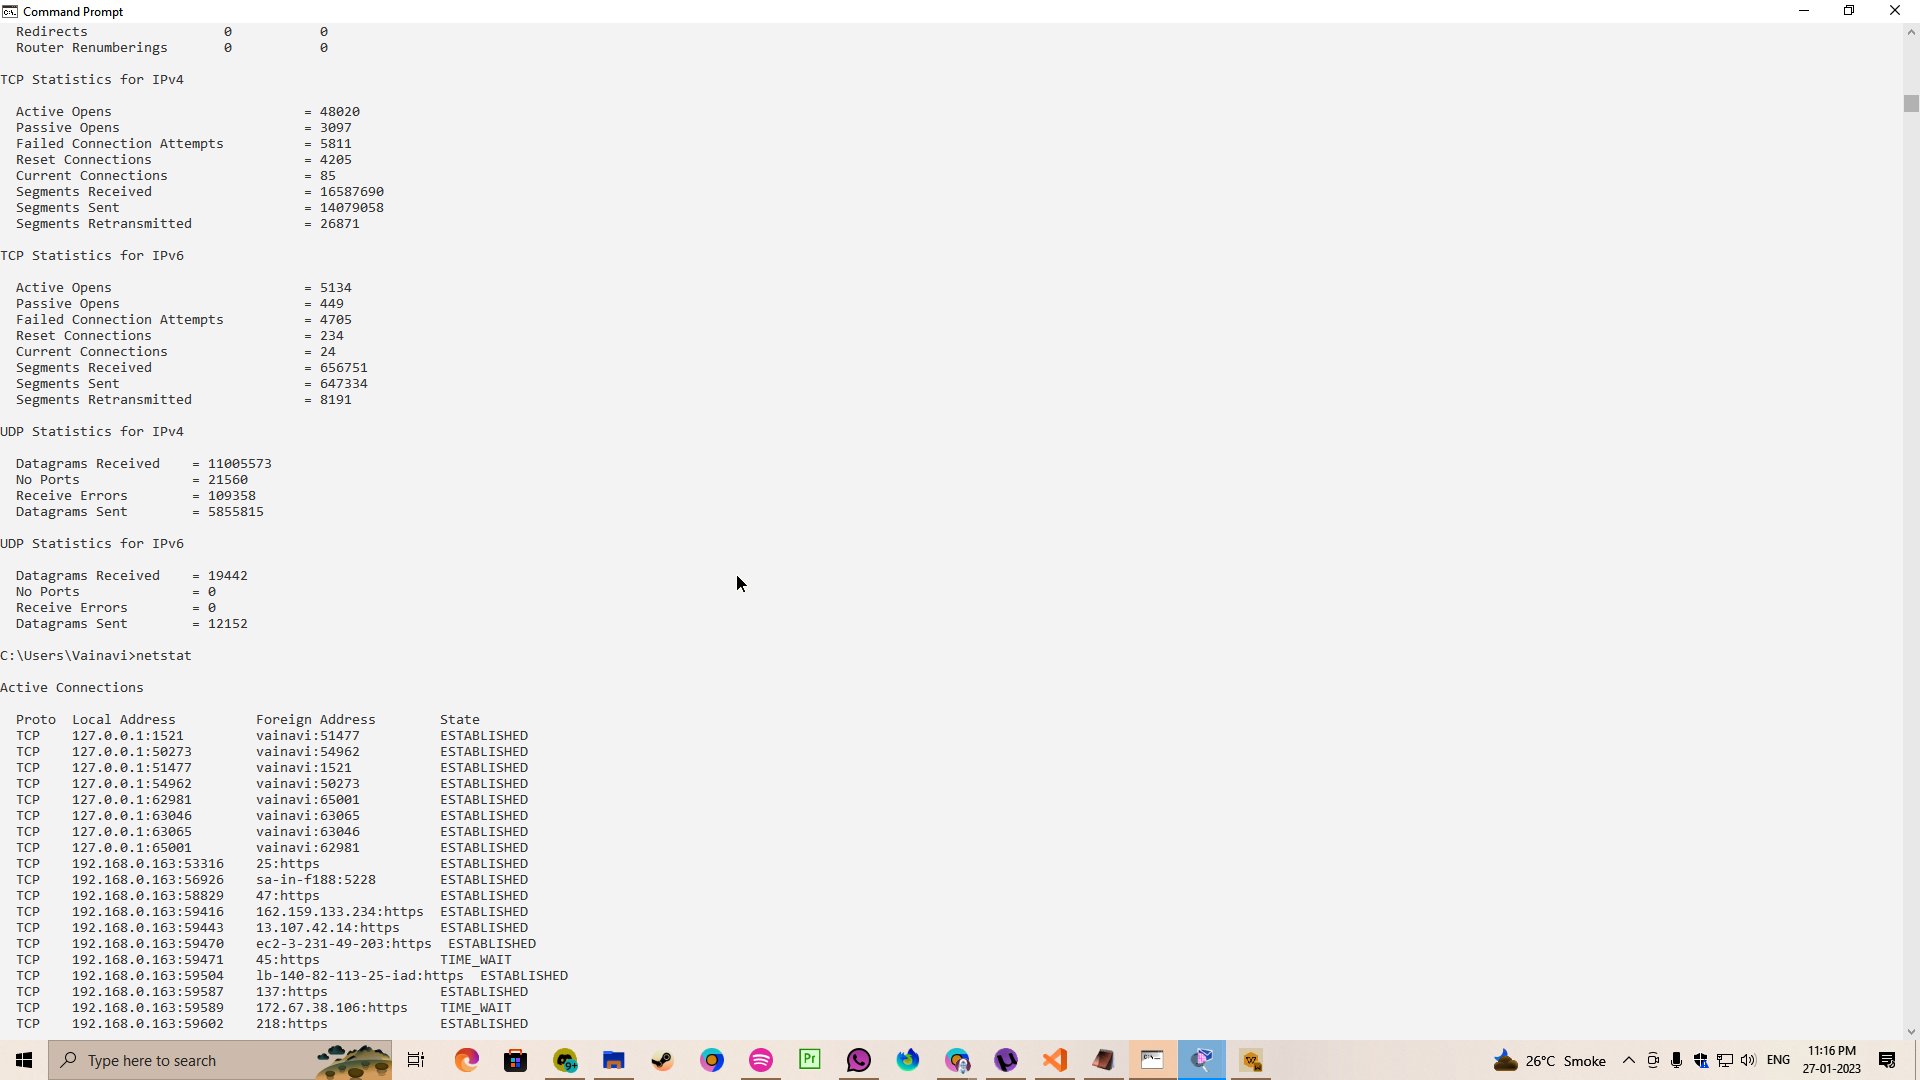 Command Prompt
Redirects 0 0
Router Renumberings 0 0
TCP Statistics for IPv4
Active Opens = 48020
Passive Opens = 3097
Failed Connection Attempts = 5811
Reset Connections = 4205
Current Connections = 85
Segments Received = 16587690
Segments Sent = 14079058
Segments Retransmitted = 26871
TCP Statistics for IPv6
Active Opens = 5134
Passive Opens = 449
Failed Connection Attempts = 4705
Reset Connections = 234
Current Connections = 24
Segments Received = 656751
Segments Sent = 647334
Segments Retransmitted = 8191
UDP Statistics for IPv4
Datagrams Received = 11005573
No Ports = 21560
Receive Errors = 109358
Datagrams Sent = 5855815
UDP Statistics for IPv6
Datagrams Received = 19442
No Ports = 0
Receive Errors = 0
Datagrams Sent = 12152
C:\Users\Vainavi>netstat
Active Connections
Proto Local Address Foreign Address State
TCP 127.0.0.1:1521 vainavi:51477 ESTABLISHED
TCP 127.0.0.1:50273 vainavi:54962 ESTABLISHED
TCP 127.0.0.1:51477 vainavi:1521 ESTABLISHED
TCP 127.0.0.1:54962 vainavi:50273 ESTABLISHED
TCP 127.0.0.1:62981 vainavi:65001 ESTABLISHED
TCP 127.0.0.1:63046 vainavi:63065 ESTABLISHED
TCP 127.0.0.1:63065 vainavi:63046 ESTABLISHED
TCP 127.0.0.1:65001 vainavi:62981 ESTABLISHED
TCP 192.168.0.163:53316 25:https ESTABLISHED
TCP 192.168.0.163:56926 sa-in-f188:5228 ESTABLISHED
TCP 192.168.0.163:58829 47:https ESTABLISHED
TCP 192.168.0.163:59416 162.159.133.234:https ESTABLISHED
TCP 192.168.0.163:59443 13.107.42.14:https ESTABLISHED
TCP 192.168.0.163:59470 ec2-3-231-49-203:https ESTABLISHED
TCP 192.168.0.163:59471 45:https TIME_WAIT
TCP 192.168.0.163:59504 lb-140-82-113-25-iad:https ESTABLISHED
TCP 192.168.0.163:59587 137:https ESTABLISHED
TCP 192.168.0.163:59589 172.67.38.106:https TIME_WAIT
TCP 192.168.0.163:59602 218:https ESTABLISHED
Type here to search
Pr
26°C Smoke
ENG
11:16 PM
27-01-2023